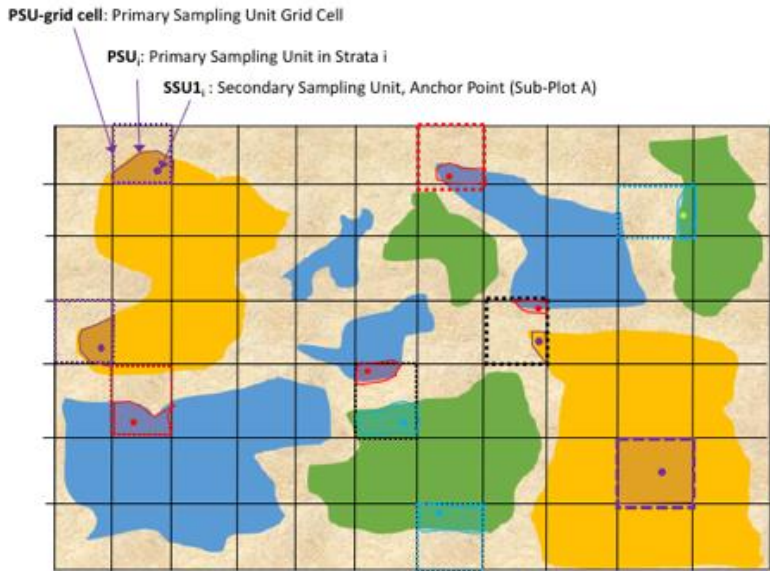 PSU-grid cell: Primary Sampling Unit Grid Cell
PSUi: Primary Sampling Unit in Strata i
SSU1i : Secondary Sampling Unit, Anchor Point (Sub-Plot A)